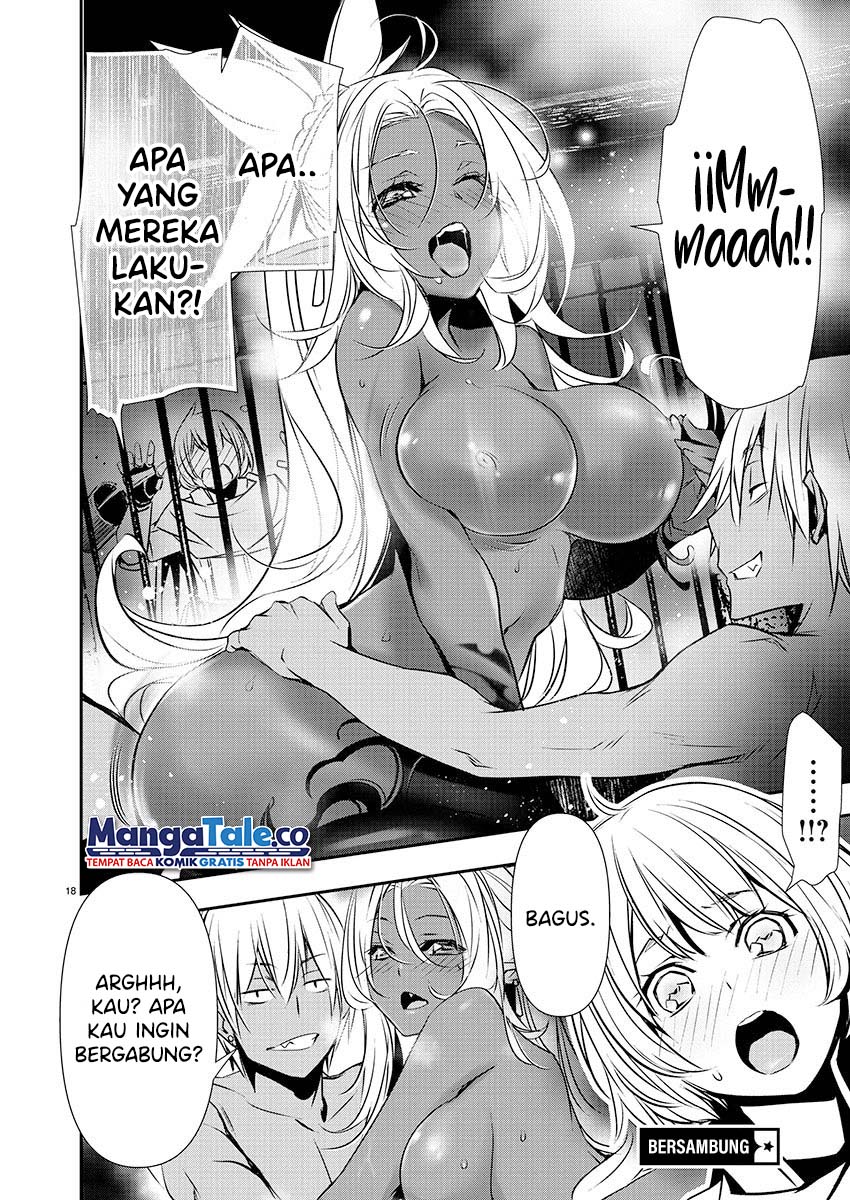 ¡¡Mm-
maaah!!
APA..
APA
YANG
MEREKA
LAKU-
KAN?!
......!!?
BAGUS.
ARGHHH,
KAU? APA
KAU INGIN
BERGABUNG?
MangaTale.co
TEMPAT BACA KOMIK GRATIS TANPA IKLAN
18
BERSAMBUNG